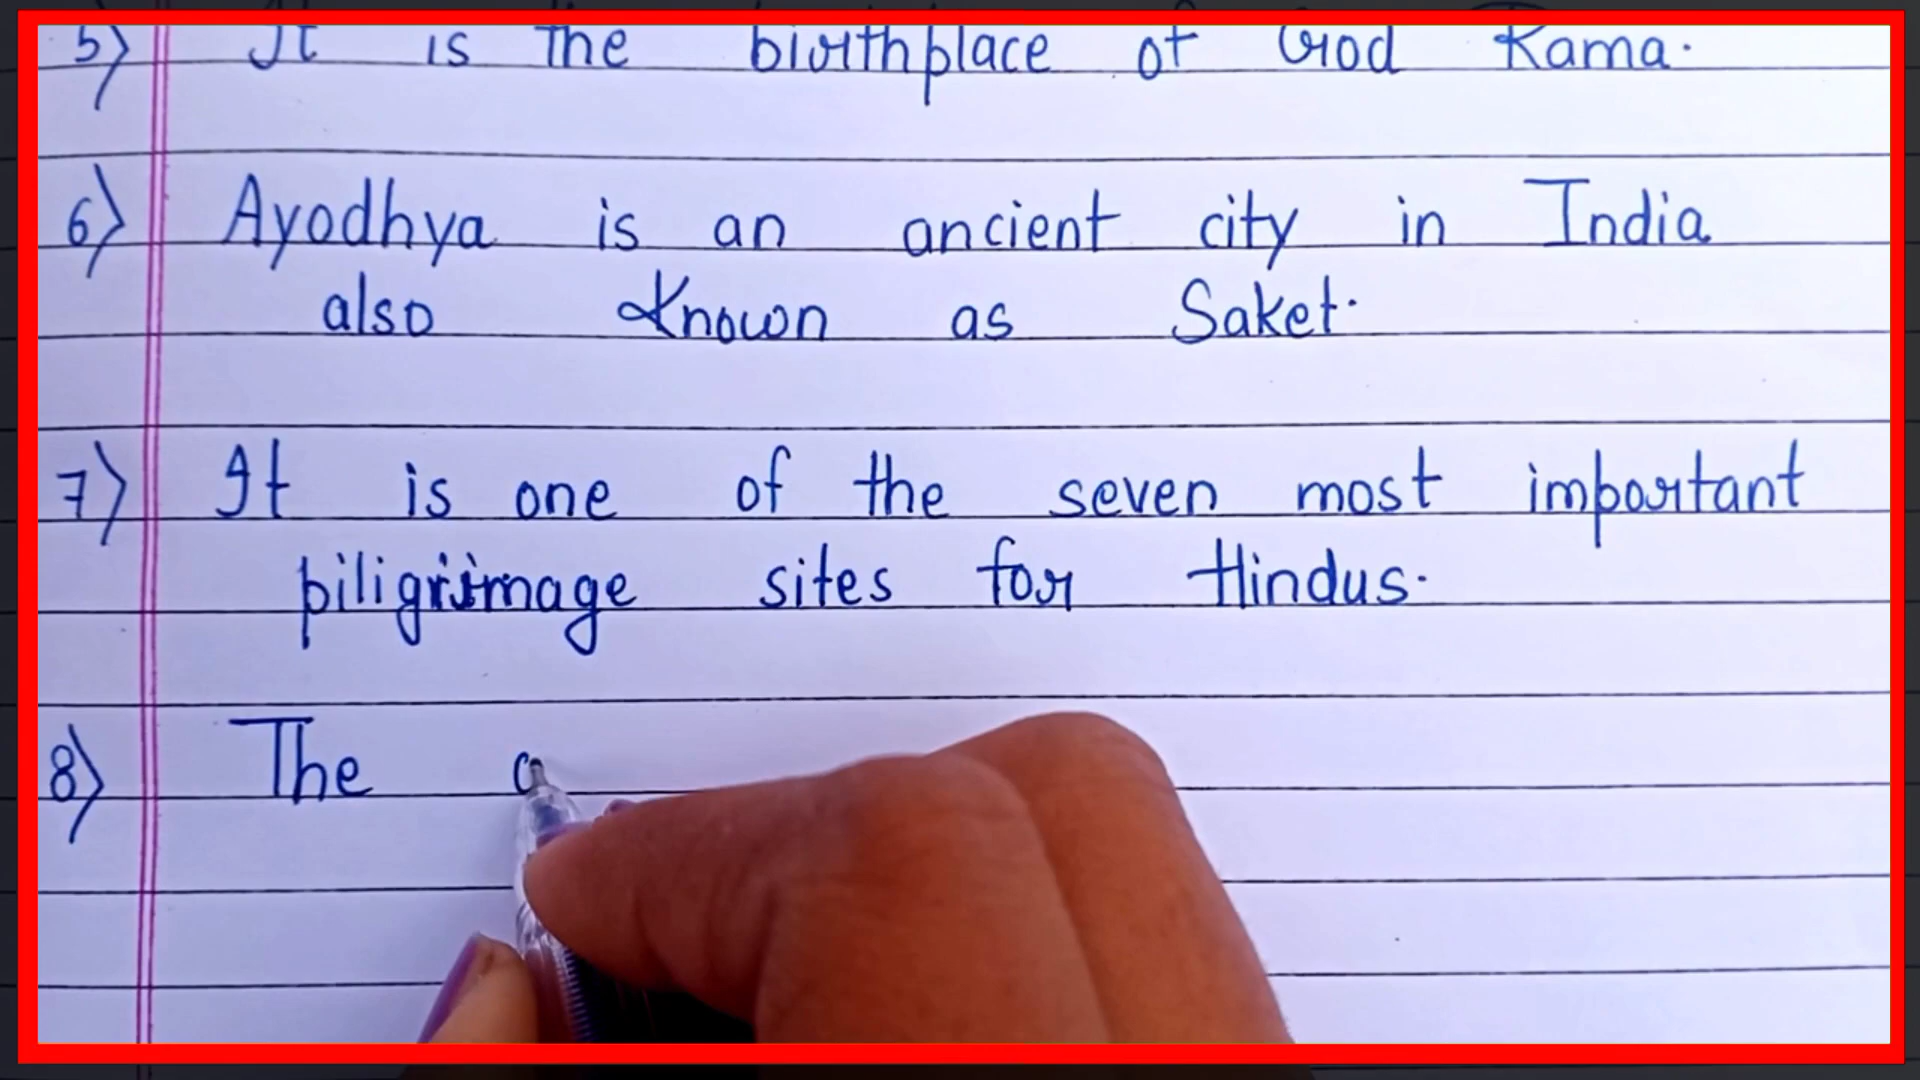 5) It is the birthplace of God Rama.
6) Ayodhya is an ancient city in India
also Known as Saket.
7) It is one of the seven most important
piligrimage sites for Hindus.
8) The